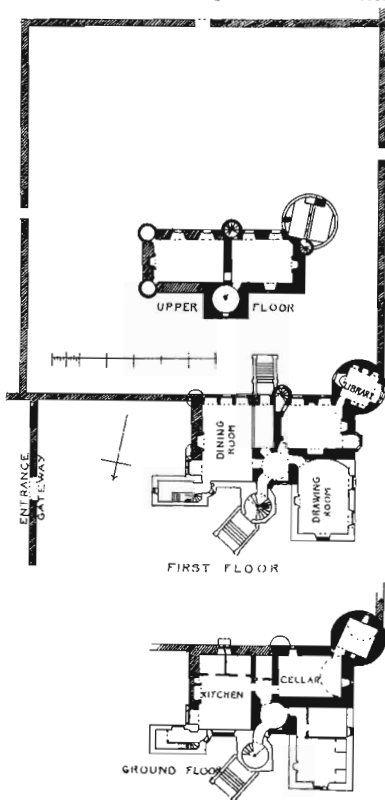 UPPER FLOOR
LIBRARY
DINING
ROOM
ENTRANCE
GATEWAY
DRAWING
ROOM
FIRST FLOOR
CELLAR
KITCHEN
GROUND FLOOR